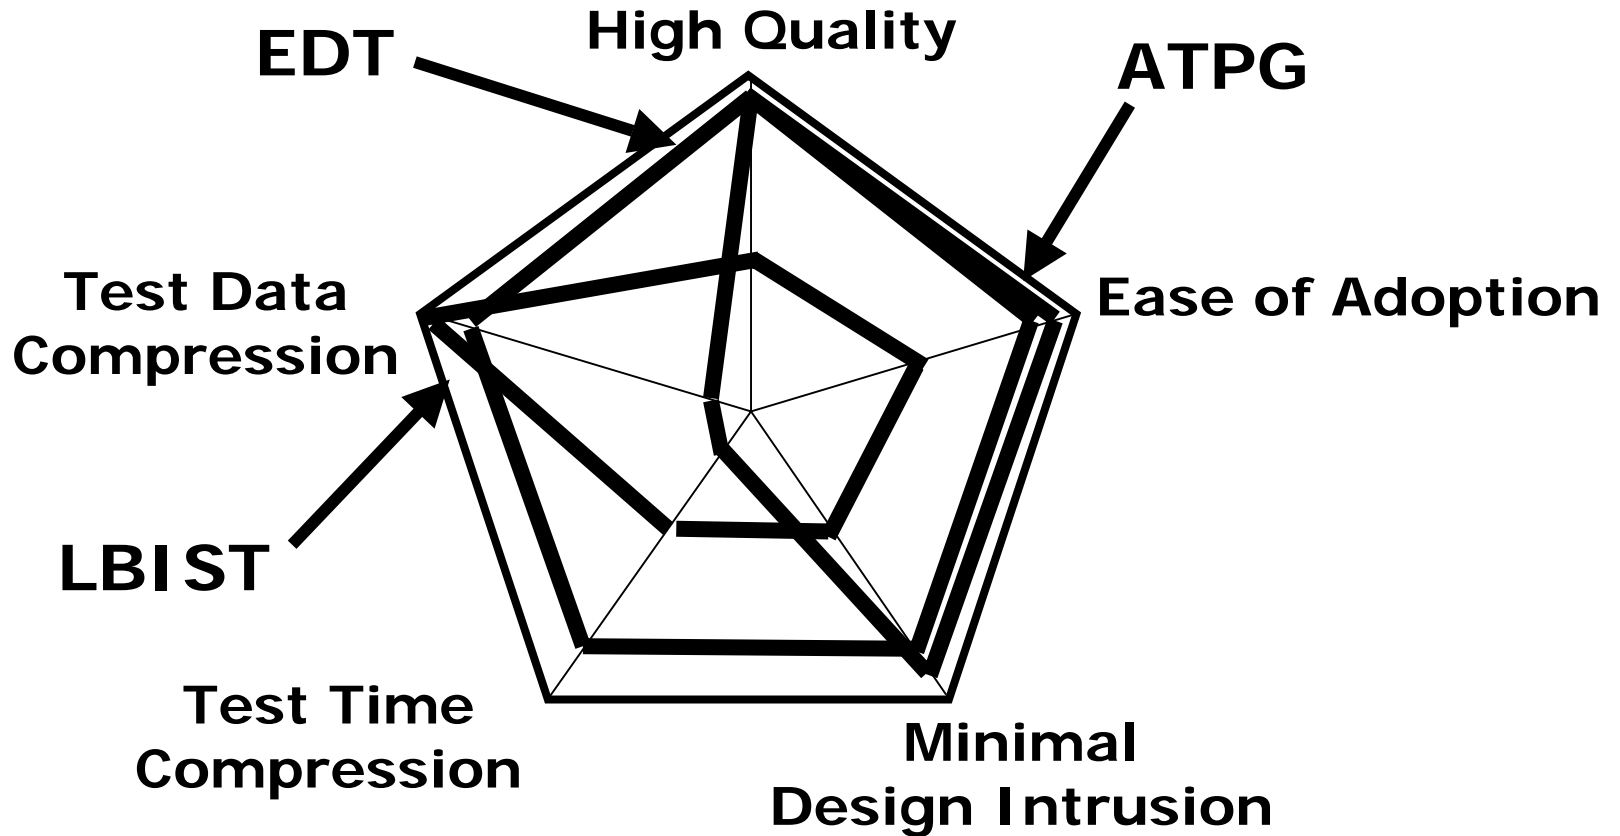 High Quality
EDT
ATPG
Test Data
Compression
Ease of Adoption
LBIST
Test Time
Compression
Minimal
Design Intrusion